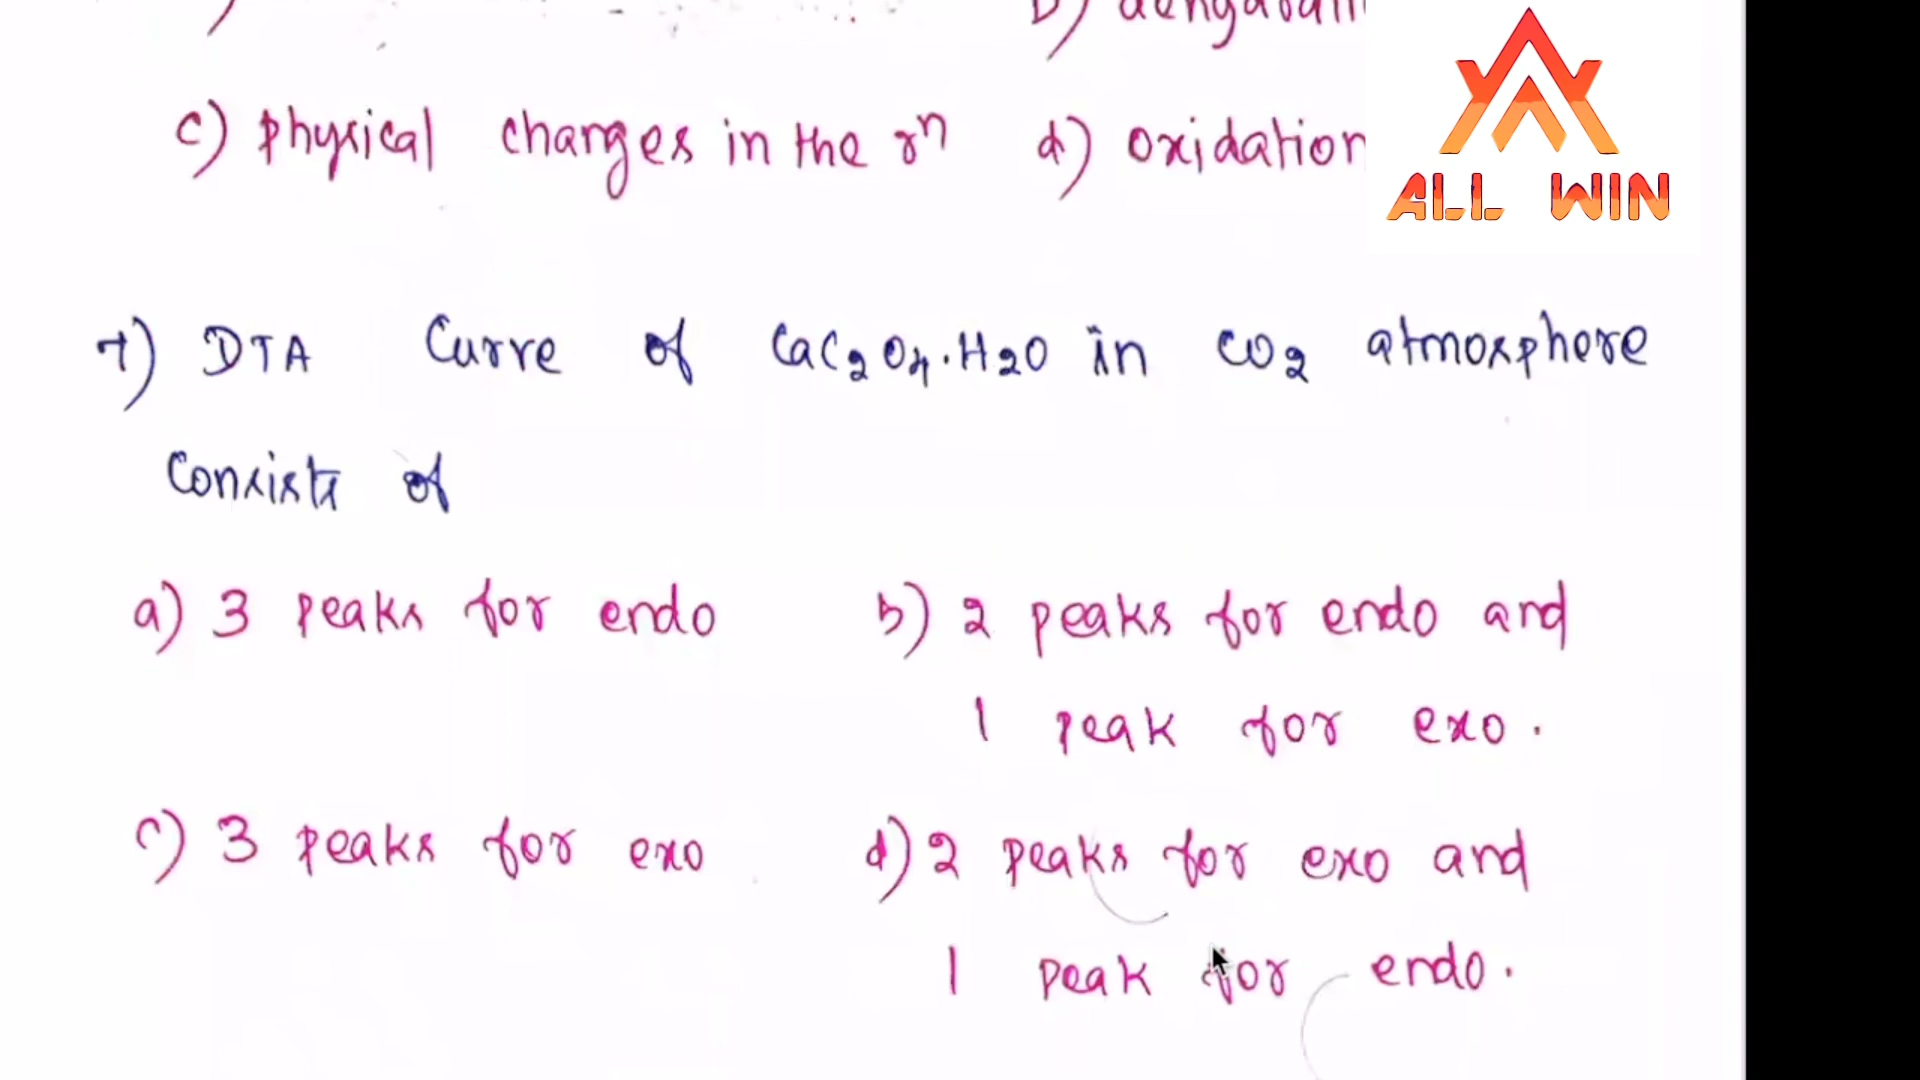 c) physical changes in the rⁿ d) oxidation
ALL WIN
7) DTA Curve of CaC₂O₄.H₂O in CO₂ atmosphere
Consists of
a) 3 peaks for endo b) 2 peaks for endo and
1 peak for exo.
c) 3 peaks for exo d) 2 peaks for exo and
1 peak for endo.